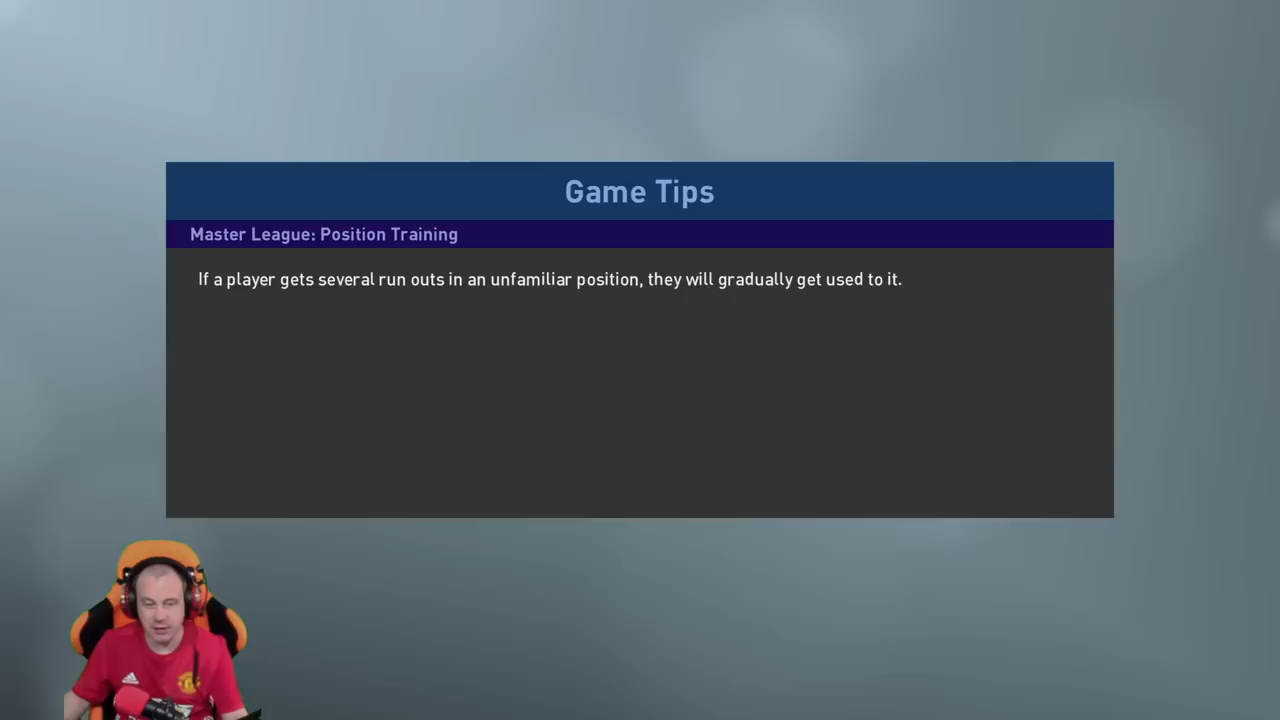 Game Tips
Master League: Position Training
If a player gets several run outs in an unfamiliar position, they will gradually get used to it.